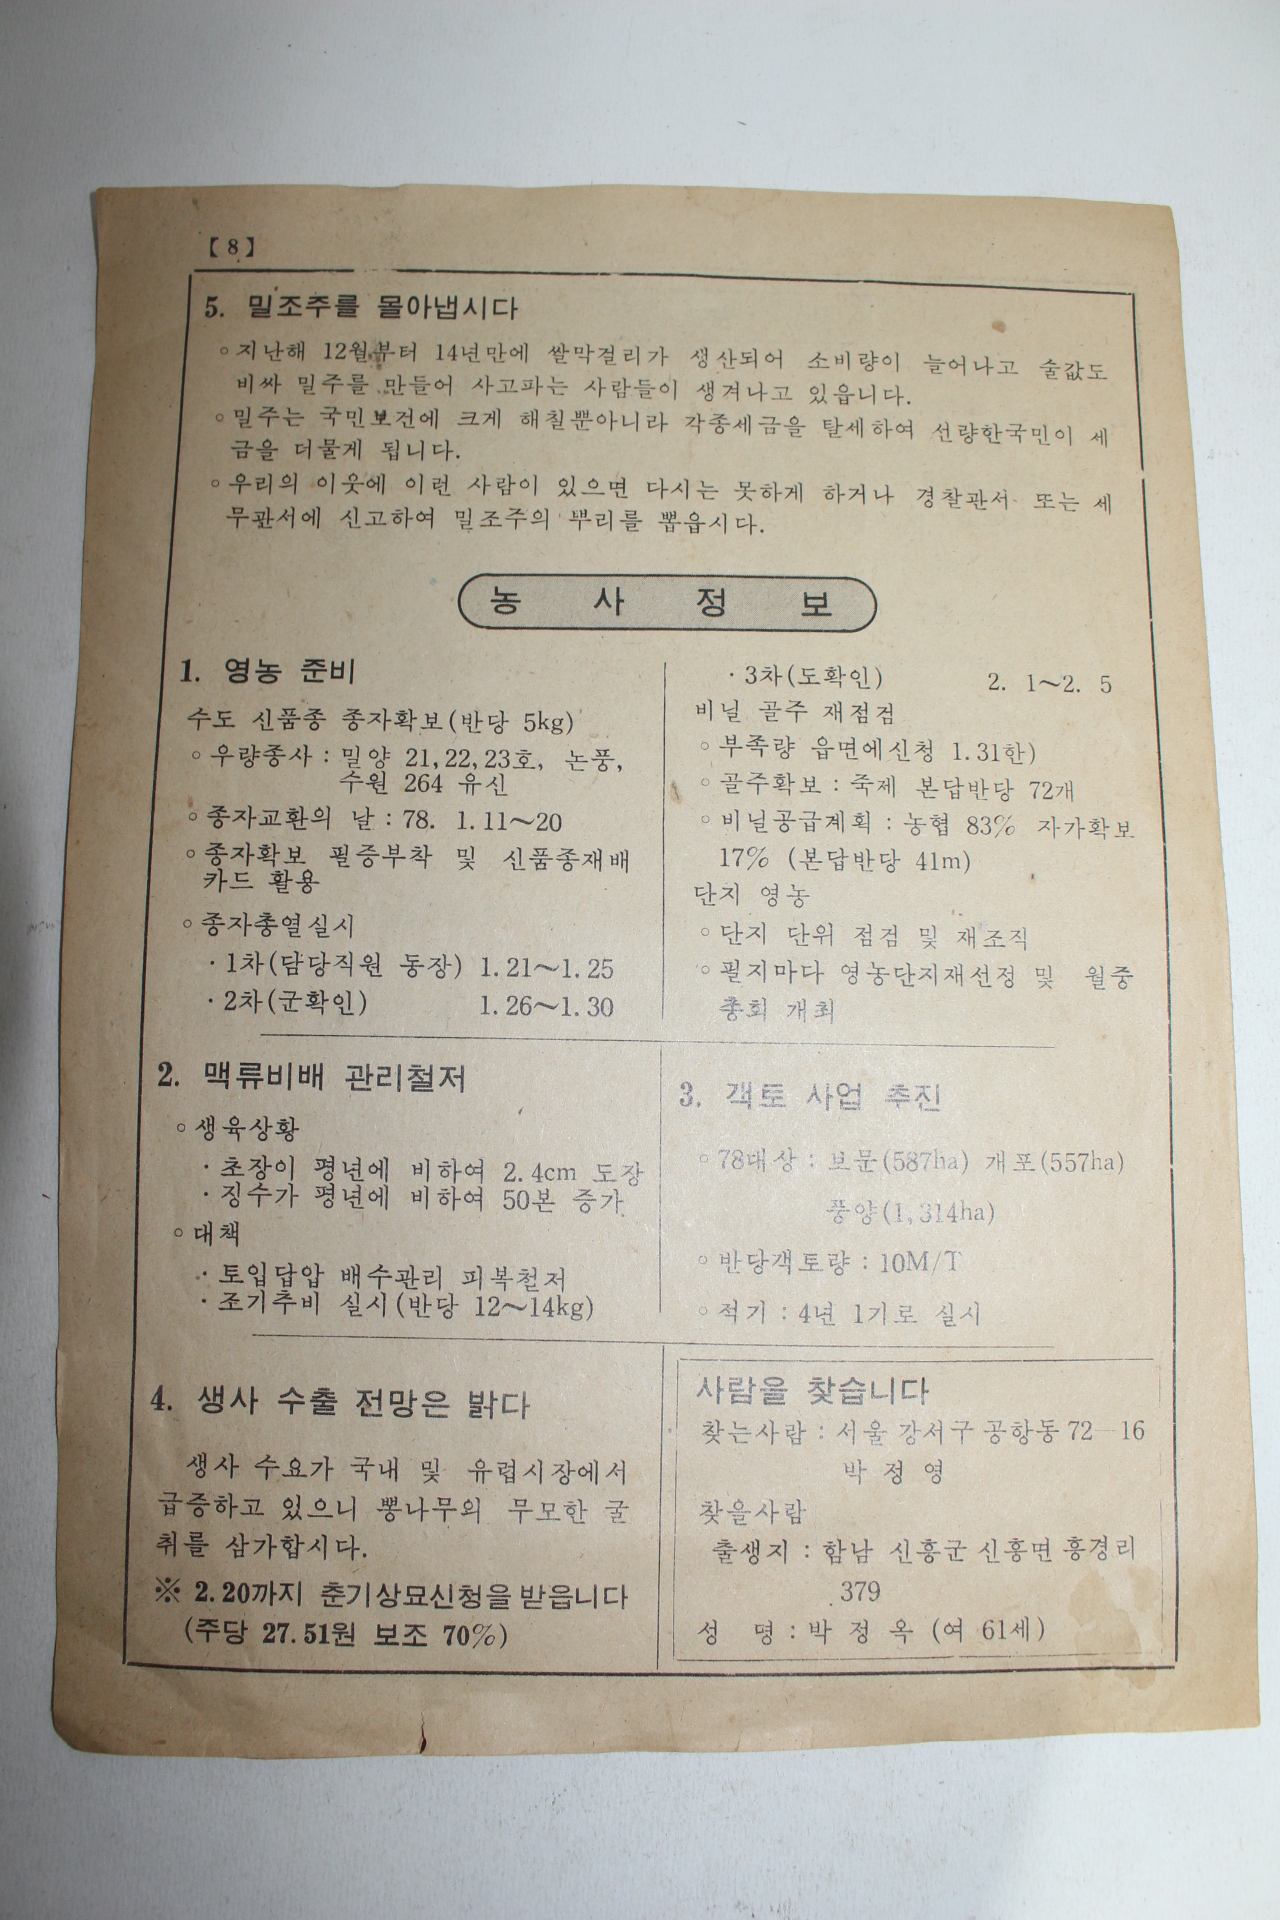 【8】
5. 밀조주를 몰아냅시다
○지난해 12월부터 14년만에 쌀막걸리가 생산되어 소비량이 늘어나고 술값도
비싸 밀주를 만들어 사고파는 사람들이 생겨나고 있읍니다.
○밀주는 국민보건에 크게 해칠뿐아니라 각종세금을 탈세하여 선량한국민이 세
금을 더물게 됩니다.
○우리의 이웃에 이런 사람이 있으면 다시는 못하게 하거나 경찰관서 또는 세
무관서에 신고하여 밀조주의 뿌리를 뽑읍시다.
농사정보
1. 영농 준비
수도 신품종 종자확보(반당 5kg)
○우량종사 : 밀양 21, 22, 23호, 논풍,
수원 264 유신
○종자교환의 날 : 78. 1. 11~20
○종자확보 필증부착 및 신품종재배
카드 활용
○종자총열실시
·1차(담당직원 동장) 1. 21~1. 25
·2차(군확인) 1. 26~1. 30
·3차(도확인) 2. 1~2. 5
비닐 골주 재점검
○부족량 읍면에신청 1. 31한)
○골주확보 : 죽제 본답반당 72개
○비닐공급계획 : 농협 83% 자가확보
17% (본답반당 41m)
단지 영농
○단지 단위 점검 및 재조직
○필지마다 영농단지재선정 및 월중
총회 개최
2. 맥류비배 관리철저
○생육상황
·초장이 평년에 비하여 2. 4cm 도장
·징수가 평년에 비하여 50본 증가
○대책
·토입답압 배수관리 피복철저
·조기추비 실시(반당 12~14kg)
3. 객토 사업 추진
○78대상 : 보문(587ha) 개포(557ha)
풍양(1, 314ha)
○반당객토량 : 10M/T
○적기 : 4년 1기로 실시
4. 생사 수출 전망은 밝다
생사 수요가 국내 및 유럽시장에서
급증하고 있으니 뽕나무의 무모한 굴
취를 삼가합시다.
※ 2. 20까지 춘기상묘신청을 받읍니다
(주당 27. 51원 보조 70%)
사람을 찾습니다
찾는사람 : 서울 강서구 공항동 72—16
박 정 영
찾을사람
출생지 : 함남 신흥군 신흥면 흥경리
379
성 명 : 박 정 옥 (여 61세)